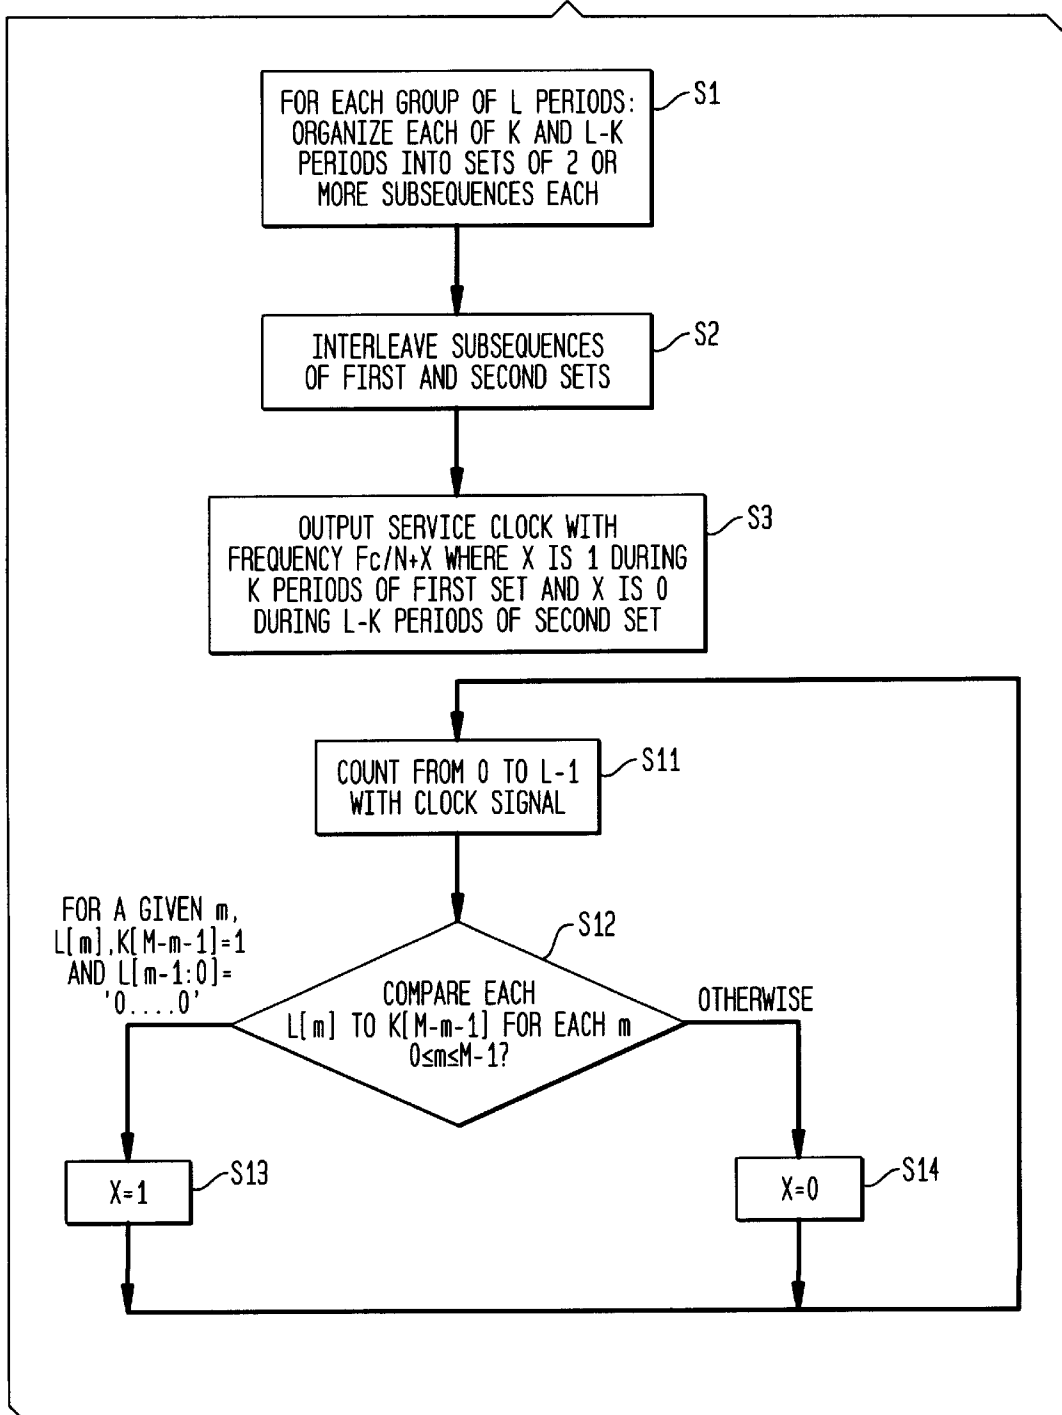 FOR EACH GROUP OF L PERIODS:
ORGANIZE EACH OF K AND L-K
PERIODS INTO SETS OF 2 OR
MORE SUBSEQUENCES EACH
S1
INTERLEAVE SUBSEQUENCES
OF FIRST AND SECOND SETS
S2
OUTPUT SERVICE CLOCK WITH
FREQUENCY Fc/N+X WHERE X IS 1 DURING
K PERIODS OF FIRST SET AND X IS 0
DURING L-K PERIODS OF SECOND SET
S3
COUNT FROM 0 TO L-1
WITH CLOCK SIGNAL
S11
FOR A GIVEN m,
L[m],K[M-m-1]=1
AND L[m-1:0]=
'0....0'
S12
COMPARE EACH
L[m] TO K[M-m-1] FOR EACH m
0≤m≤M-1?
OTHERWISE
X=1
S13
X=0
S14